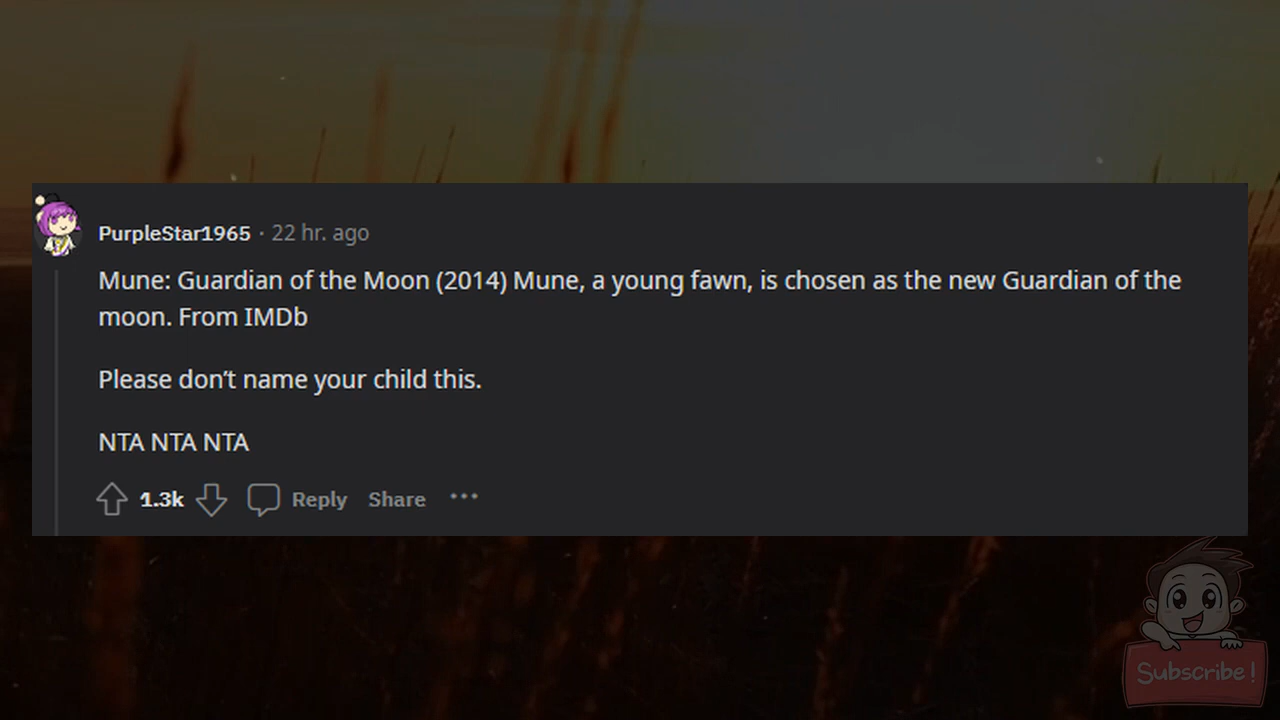 PurpleStar1965 · 22 hr. ago
Mune: Guardian of the Moon (2014) Mune, a young fawn, is chosen as the new Guardian of the
moon. From IMDb
Please don't name your child this.
NTA NTA NTA
1.3k Reply Share ···
Subscribe!